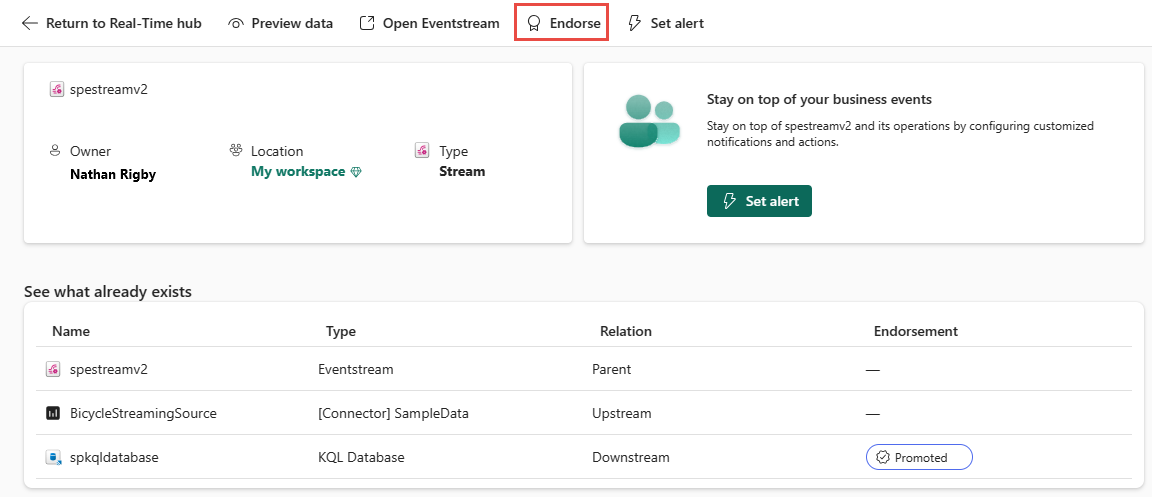 Return to Real-Time hub Preview data Open Eventstream Endorse Set alert
spestreamv2
Owner Location Type
Nathan Rigby My workspace Stream
Stay on top of your business events
Stay on top of spestreamv2 and its operations by configuring customized
notifications and actions.
Set alert
See what already exists
Name Type Relation Endorsement
spestreamv2 Eventstream Parent —
BicycleStreamingSource [Connector] SampleData Upstream —
spkqldatabase KQL Database Downstream Promoted